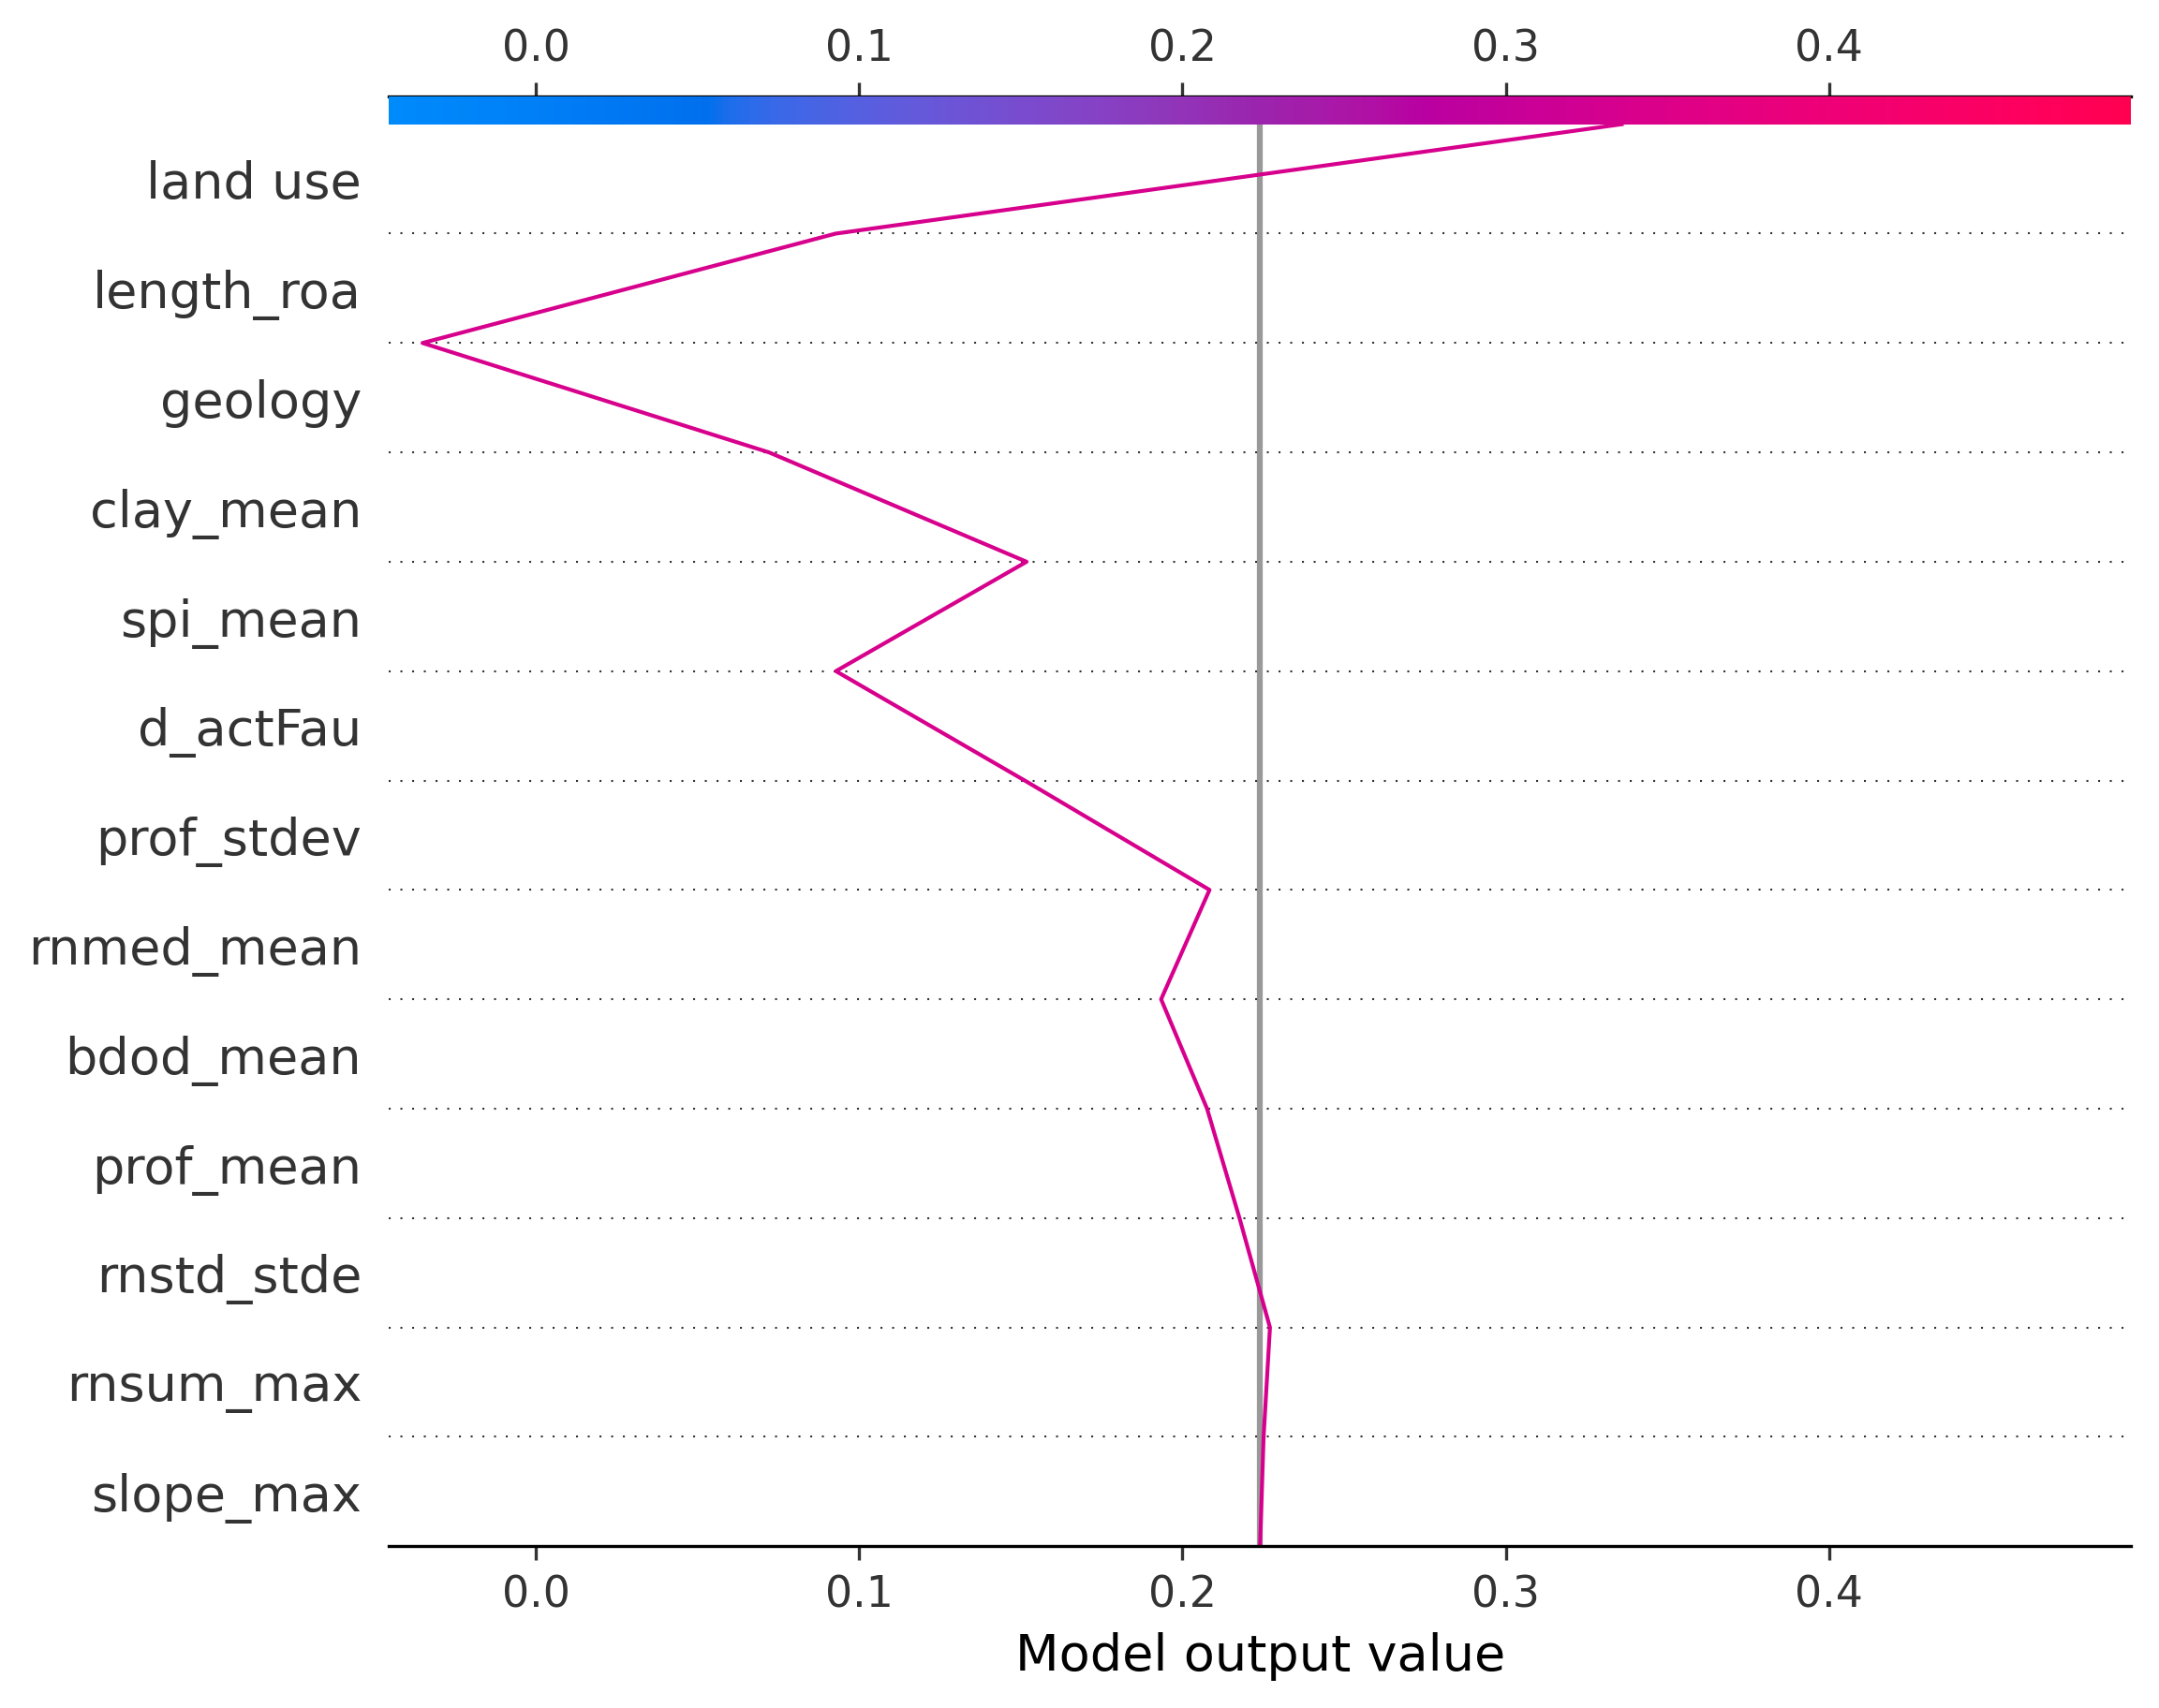 0.0 0.1 0.2 0.3 0.4
land use
length_roa
geology
clay_mean
spi_mean
d_actFau
prof_stdev
rnmed_mean
bdod_mean
prof_mean
rnstd_stde
rnsum_max
slope_max
0.0 0.1 0.2 0.3 0.4
Model output value